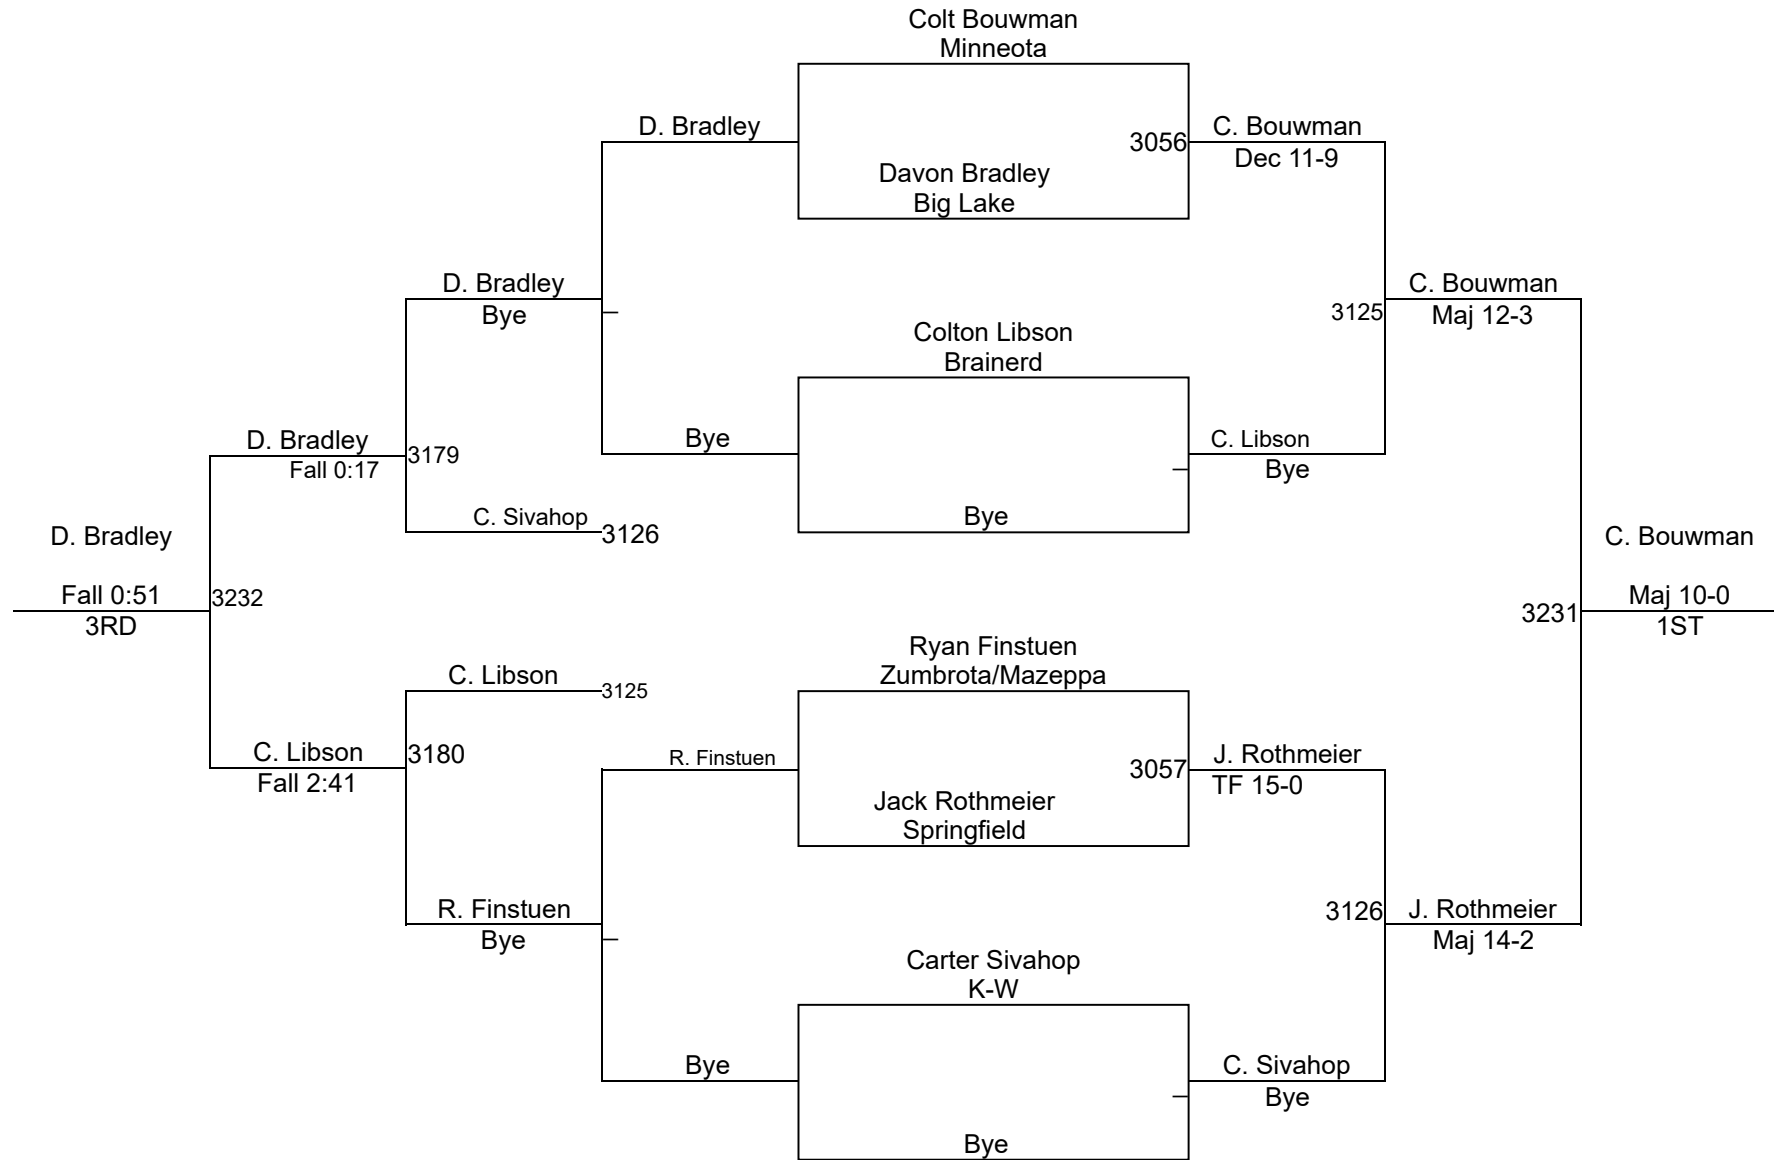 Colt Bouwman
Minneota
D. Bradley
3056
C. Bouwman
Dec 11-9
Davon Bradley
Big Lake
D. Bradley
Bye
C. Bouwman
Maj 12-3
3125
Colton Libson
Brainerd
D. Bradley
Fall 0:17
3179
Bye
C. Libson
Bye
C. Sivahop
3126
Bye
D. Bradley
Fall 0:51
3RD
3232
C. Bouwman
Maj 10-0
1ST
3231
Ryan Finstuen
Zumbrota/Mazeppa
C. Libson
3125
C. Libson
Fall 2:41
3180
R. Finstuen
3057
J. Rothmeier
TF 15-0
Jack Rothmeier
Springfield
R. Finstuen
Bye
3126
J. Rothmeier
Maj 14-2
Carter Sivahop
K-W
Bye
C. Sivahop
Bye
Bye